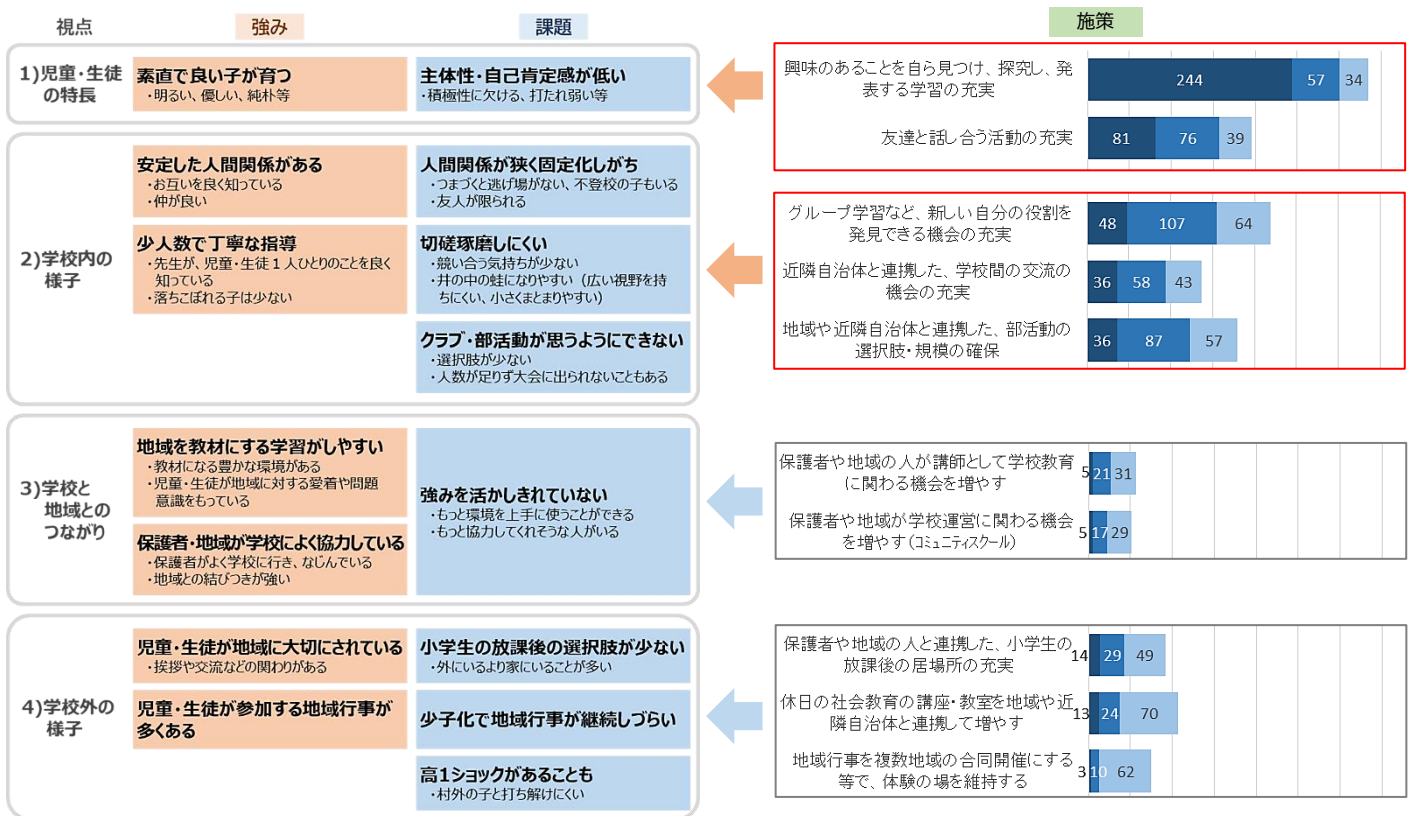 視点
強み
課題
施策
1)児童・生徒
の特長
素直で良い子が育つ
・明るい、優しい、純朴等
主体性・自己肯定感が低い
・積極性に欠ける、打たれ弱い等
興味のあることを自ら見つけ、探究し、発
表する学習の充実
244 57 34
友達と話し合う活動の充実
81 76 39
2)学校内の
様子
安定した人間関係がある
・お互いを良く知っている
・仲が良い
人間関係が狭く固定化しがち
・つまづくと逃げ場がない、不登校の子もいる
・友人が限られる
少人数で丁寧な指導
・先生が、児童・生徒１人ひとりのことを良く
知っている
・落ちこぼれる子は少ない
切磋琢磨しにくい
・競い合う気持ちが少ない
・井の中の蛙になりやすい（広い視野を持
ちにくい、小さくまとまりやすい）
クラブ・部活動が思うようにできない
・選択肢が少ない
・人数が足りず大会に出られないこともある
グループ学習など、新しい自分の役割を
発見できる機会の充実
48 107 64
近隣自治体と連携した、学校間の交流の
機会の充実
36 58 43
地域や近隣自治体と連携した、部活動の
選択肢・規模の確保
36 87 57
3)学校と
地域との
つながり
地域を教材にする学習がしやすい
・教材になる豊かな環境がある
・児童・生徒が地域に対する愛着や問題
意識をもっている
保護者・地域が学校によく協力している
・保護者がよく学校に行き、なじんでいる
・地域との結びつきが強い
強みを活かしきれていない
・もっと環境を上手に使うことができる
・もっと協力してくれそうな人がいる
保護者や地域の人が講師として学校教育
に関わる機会を増やす
5 21 31
保護者や地域が学校運営に関わる機会
を増やす（ｺﾐｭﾆﾃｨｽｸｰﾙ）
5 17 29
4)学校外の
様子
児童・生徒が地域に大切にされている
・挨拶や交流などの関わりがある
児童・生徒が参加する地域行事が
多くある
小学生の放課後の選択肢が少ない
・外にいるより家にいることが多い
少子化で地域行事が継続しづらい
高1ショックがあることも
・村外の子と打ち解けにくい
保護者や地域の人と連携した、小学生の
放課後の居場所の充実
14 29 49
休日の社会教育の講座・教室を地域や近
隣自治体と連携して増やす
13 24 70
地域行事を複数地域の合同開催にする
等で、体験の場を維持する
3 10 62